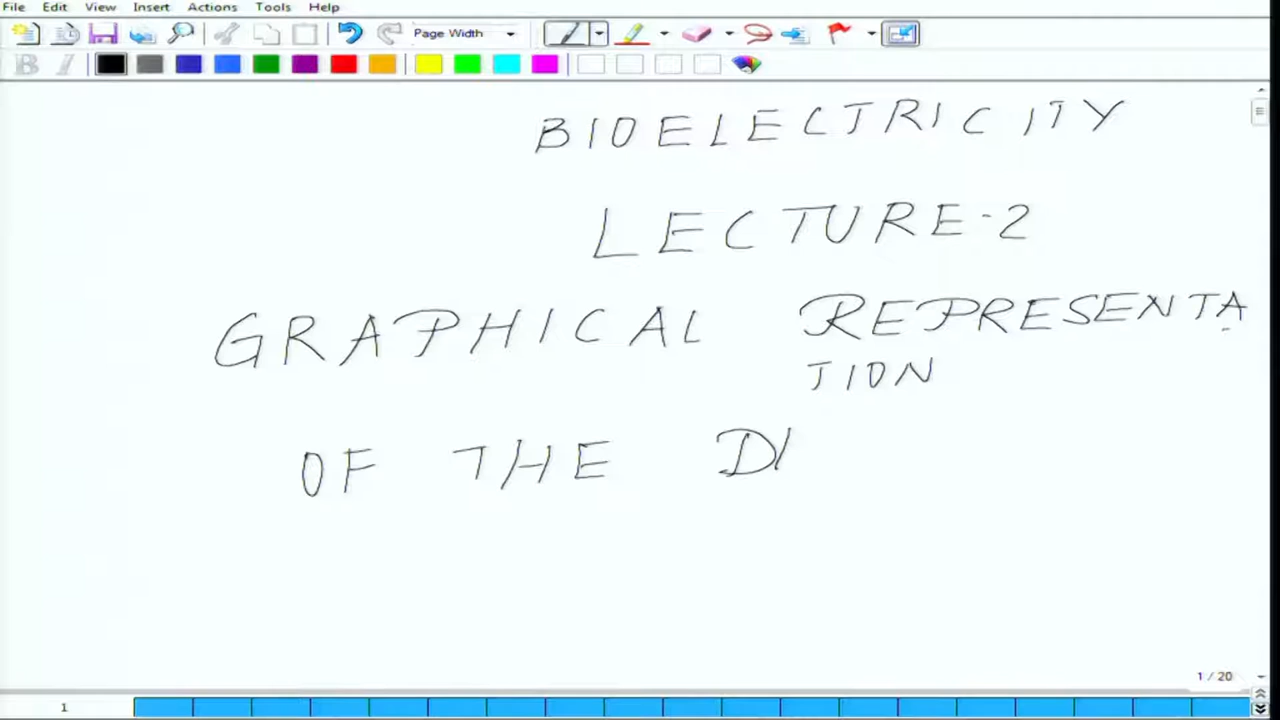 File Edit View Insert Actions Tools Help
Page Width
B I
BIOELECTRICITY
LECTURE-2
GRAPHICAL REPRESENTA
TION
OF THE DI
1 / 20
1